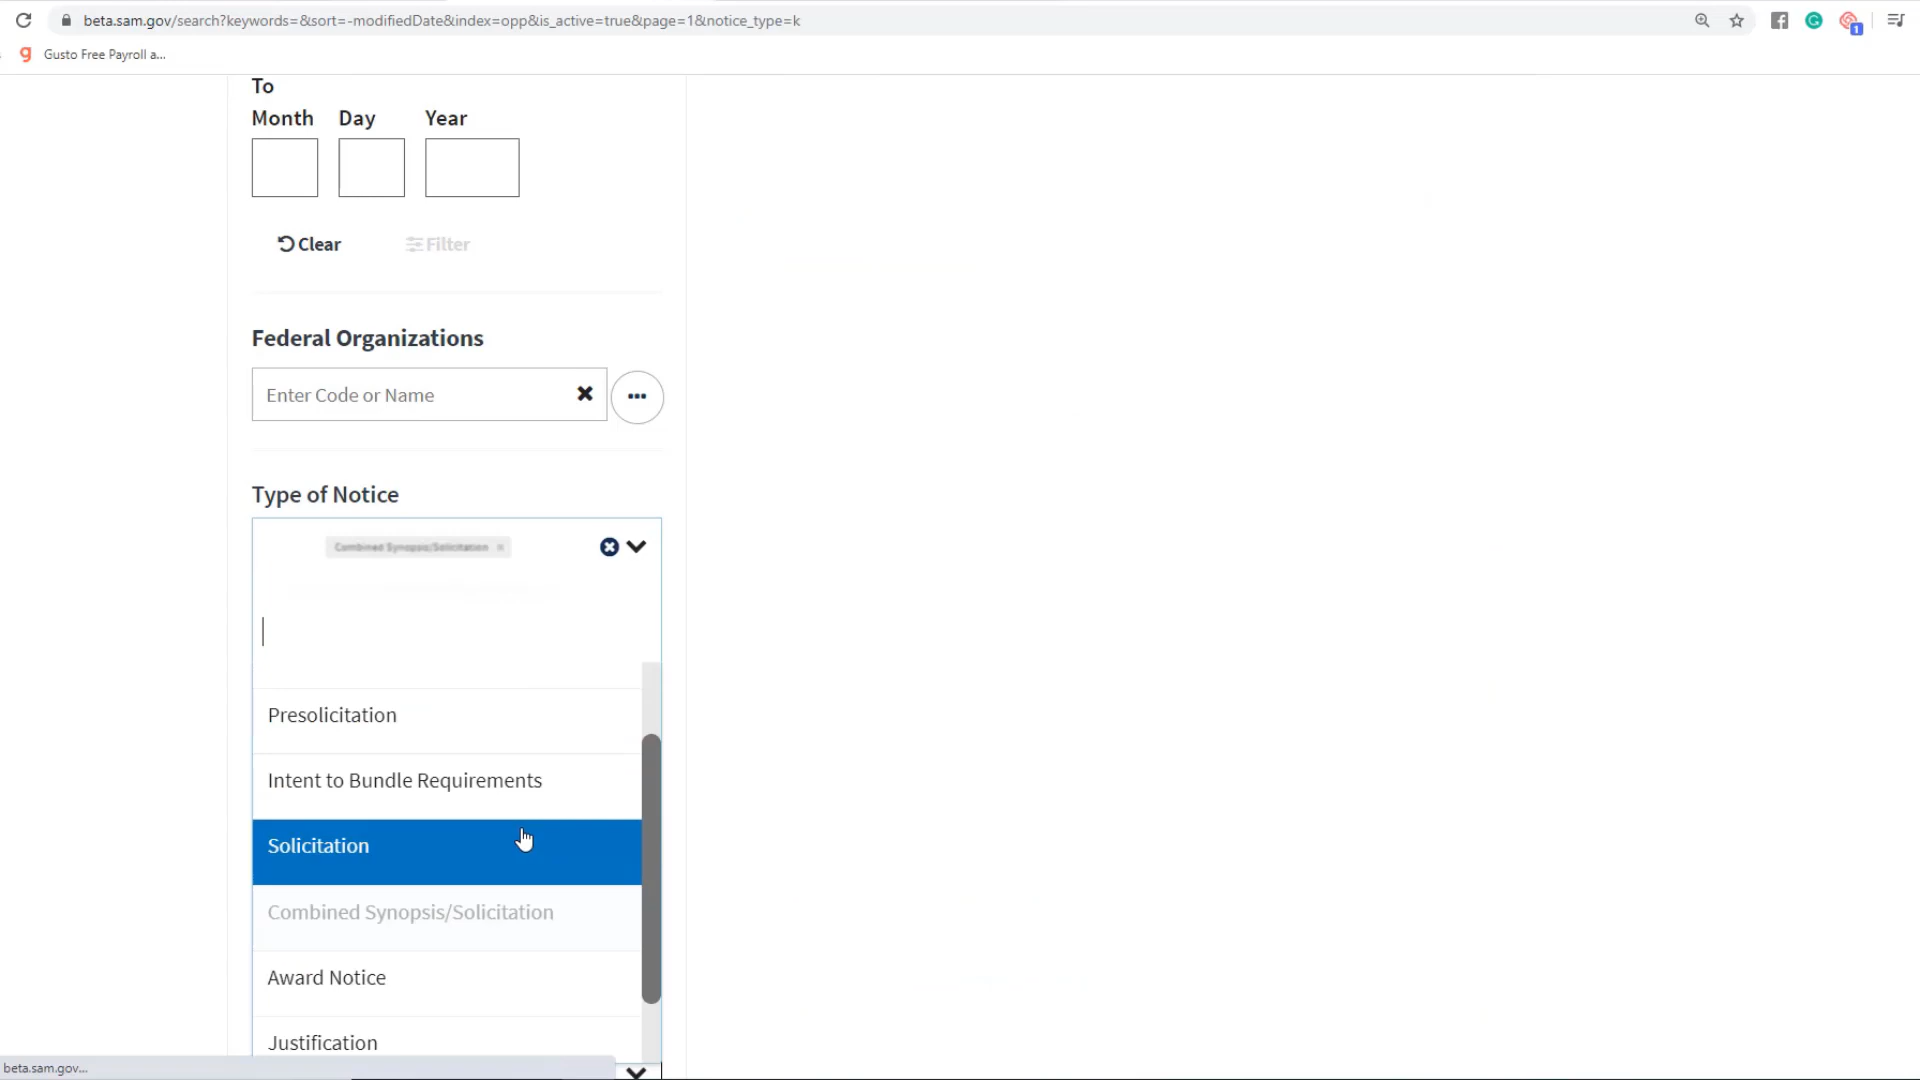 beta.sam.gov/search?keywords=&sort=-modifiedDate&index=opp&is_active=true&page=1&notice_type=k
1
g Gusto Free Payroll a...
To
Month Day Year
Clear Filter
Federal Organizations
Enter Code or Name
Type of Notice
Combined Synopsis/Solicitation
Presolicitation
Intent to Bundle Requirements
Solicitation
Combined Synopsis/Solicitation
Award Notice
Justification
beta.sam.gov...